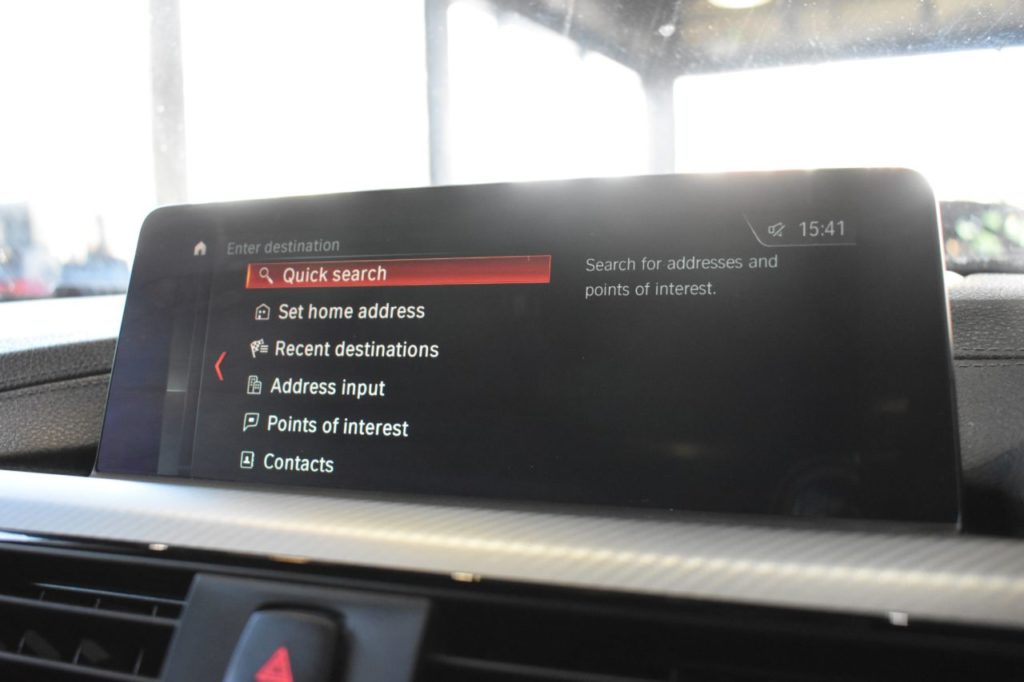 15:41
Enter destination
Quick search
Search for addresses and
points of interest.
Set home address
Recent destinations
Address input
Points of interest
Contacts